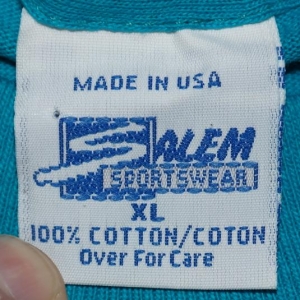 MADE IN USA
SALEM
SPORTSWEAR
XL
100% COTTON/COTON
Over For Care